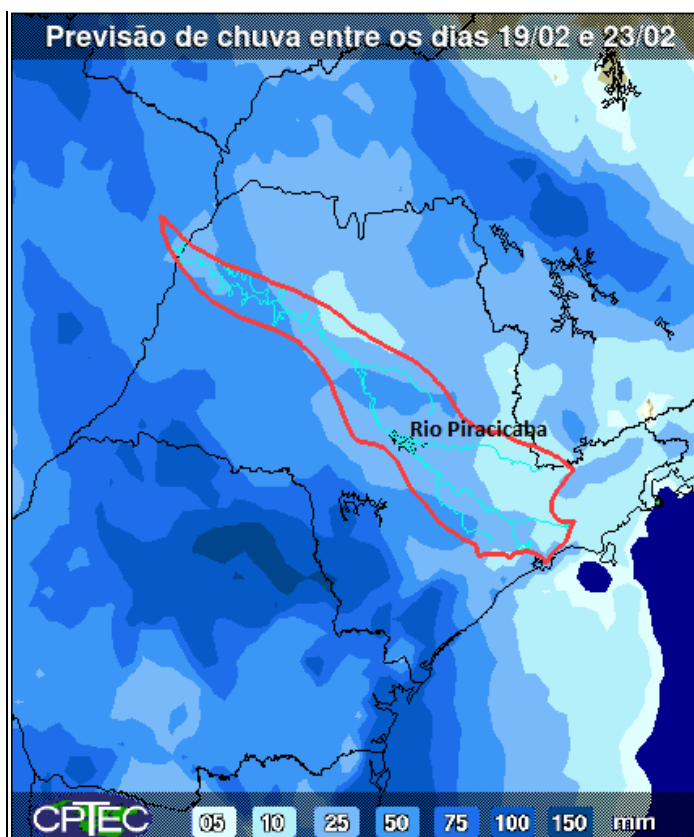 Previsão de chuva entre os dias 19/02 e 23/02
Rio Piracicaba
CPTEC 05 10 25 50 75 100 150 mm